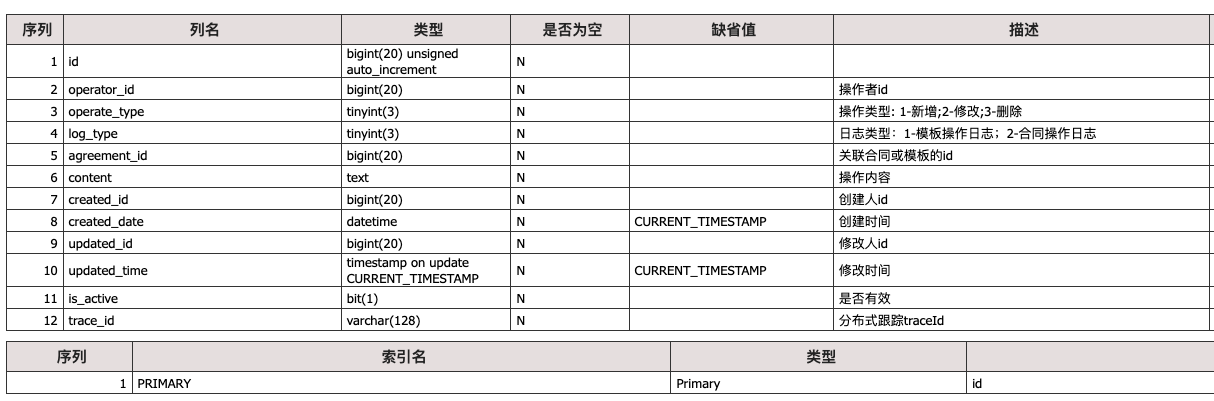 序列 列名 类型 是否为空 缺省值 描述
1 id bigint(20) unsigned auto_increment N
2 operator_id bigint(20) N 操作者id
3 operate_type tinyint(3) N 操作类型: 1-新增;2-修改;3-删除
4 log_type tinyint(3) N 日志类型：1-模板操作日志；2-合同操作日志
5 agreement_id bigint(20) N 关联合同或模板的id
6 content text N 操作内容
7 created_id bigint(20) N 创建人id
8 created_date datetime N CURRENT_TIMESTAMP 创建时间
9 updated_id bigint(20) N 修改人id
10 updated_time timestamp on update CURRENT_TIMESTAMP N CURRENT_TIMESTAMP 修改时间
11 is_active bit(1) N 是否有效
12 trace_id varchar(128) N 分布式跟踪traceId
序列 索引名 类型
1 PRIMARY Primary id